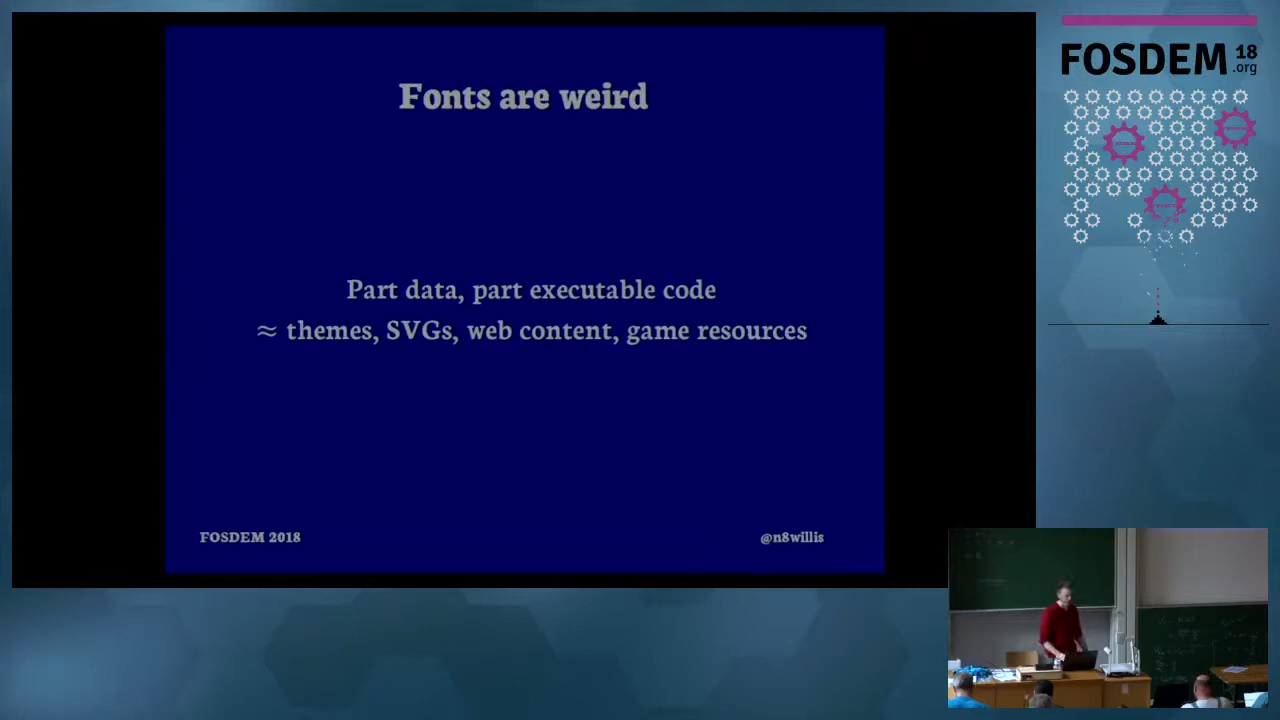 Fonts are weird
Part data, part executable code
≈ themes, SVGs, web content, game resources
FOSDEM 2018
@n8willis
FOSDEM 18
.org